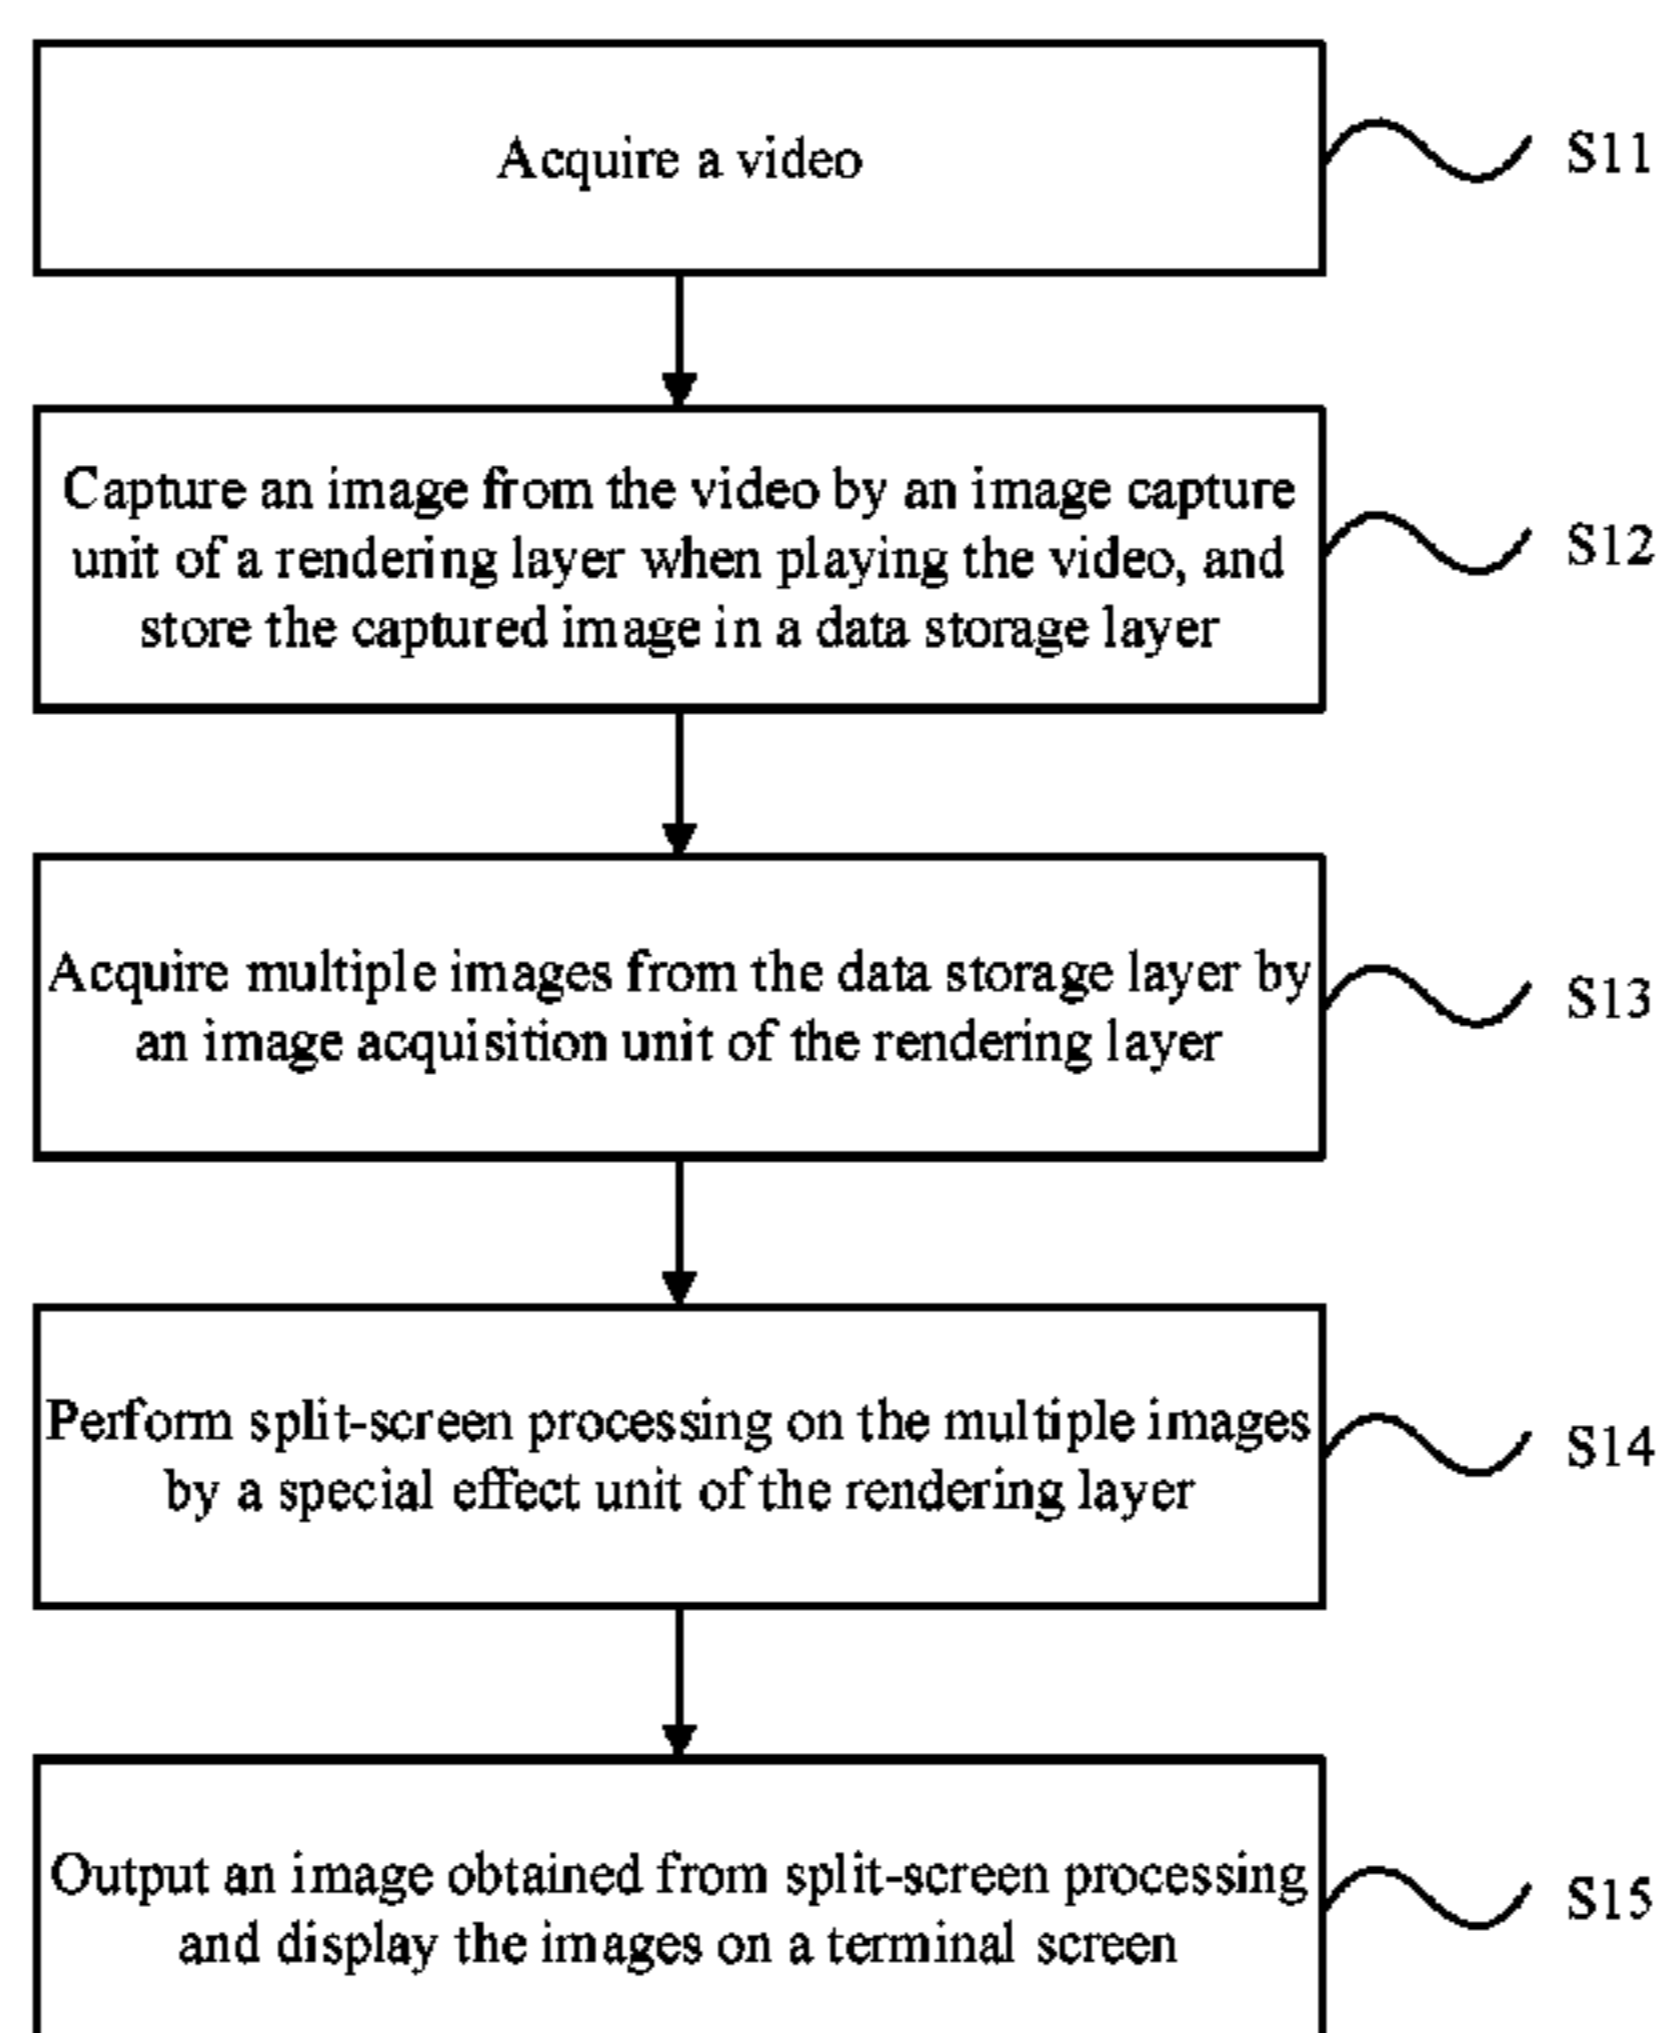 Acquire a video
S11
Capture an image from the video by an image capture
unit of a rendering layer when playing the video, and
store the captured image in a data storage layer
S12
Acquire multiple images from the data storage layer by
an image acquisition unit of the rendering layer
S13
Perform split-screen processing on the multiple images
by a special effect unit of the rendering layer
S14
Output an image obtained from split-screen processing
and display the images on a terminal screen
S15